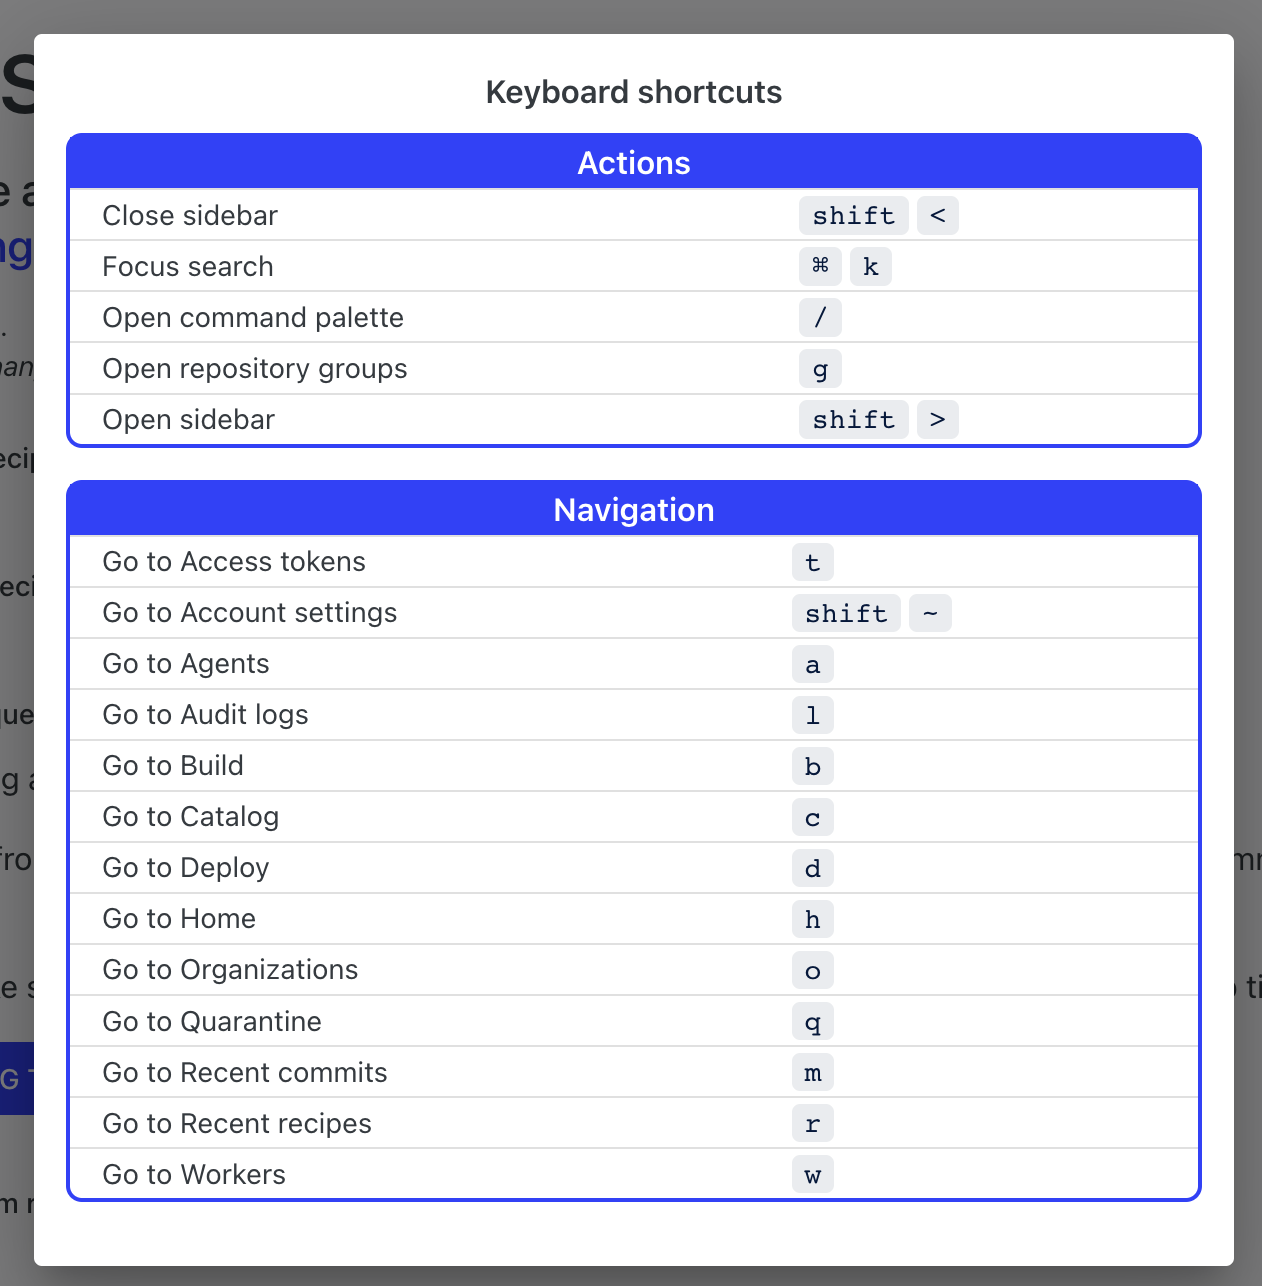 Keyboard shortcuts
Actions
Close sidebar shift <
Focus search ⌘ k
Open command palette /
Open repository groups g
Open sidebar shift >
Navigation
Go to Access tokens t
Go to Account settings shift ~
Go to Agents a
Go to Audit logs l
Go to Build b
Go to Catalog c
Go to Deploy d
Go to Home h
Go to Organizations o
Go to Quarantine q
Go to Recent commits m
Go to Recent recipes r
Go to Workers w